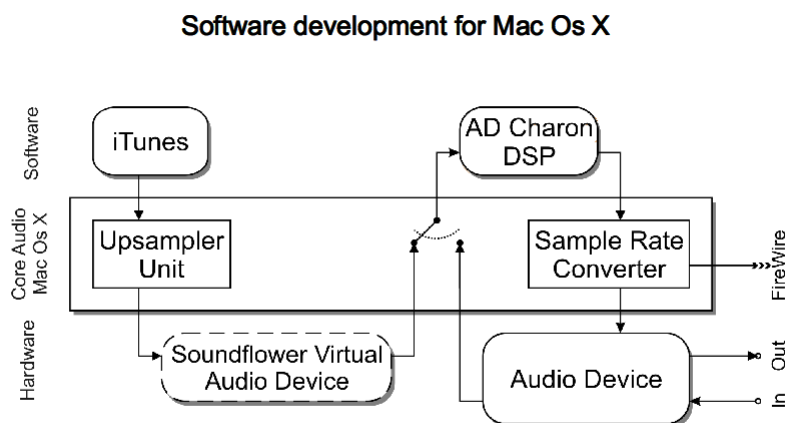 Software development for Mac Os X
Software
iTunes
AD Charon
DSP
Core Audio
Mac Os X
Upsampler
Unit
Sample Rate
Converter
FireWire
Hardware
Soundflower Virtual
Audio Device
Audio Device
Out
In